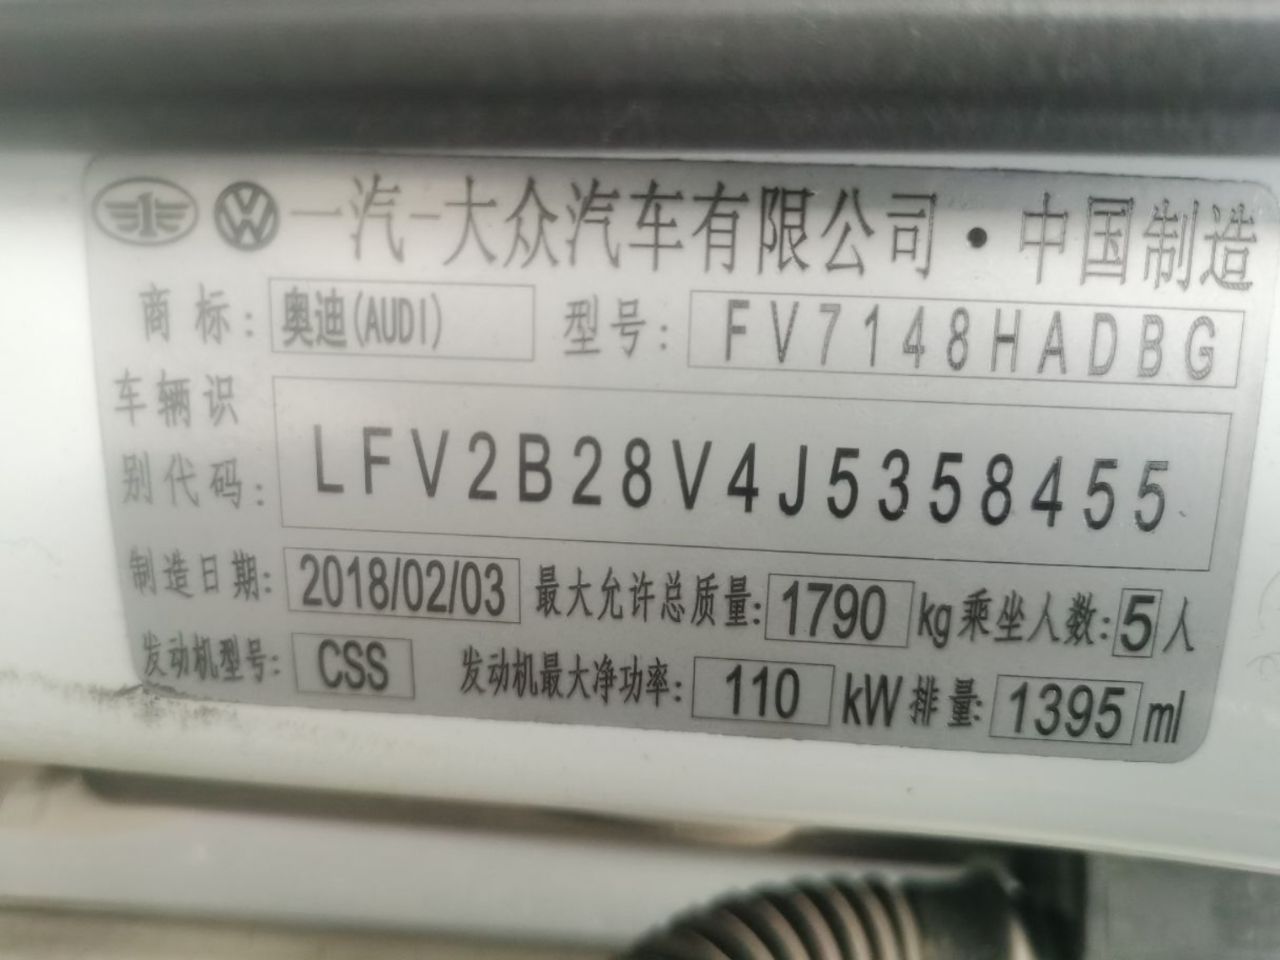 一汽-大众汽车有限公司·中国制造
商标: 奥迪(AUDI) 型号: FV7148HADBG
车辆识
别代码: LFV2B28V4J5358455
制造日期: 2018/02/03 最大允许总质量: 1790 kg 乘坐人数: 5 人
发动机型号: CSS 发动机最大净功率: 110 kW 排量: 1395 ml